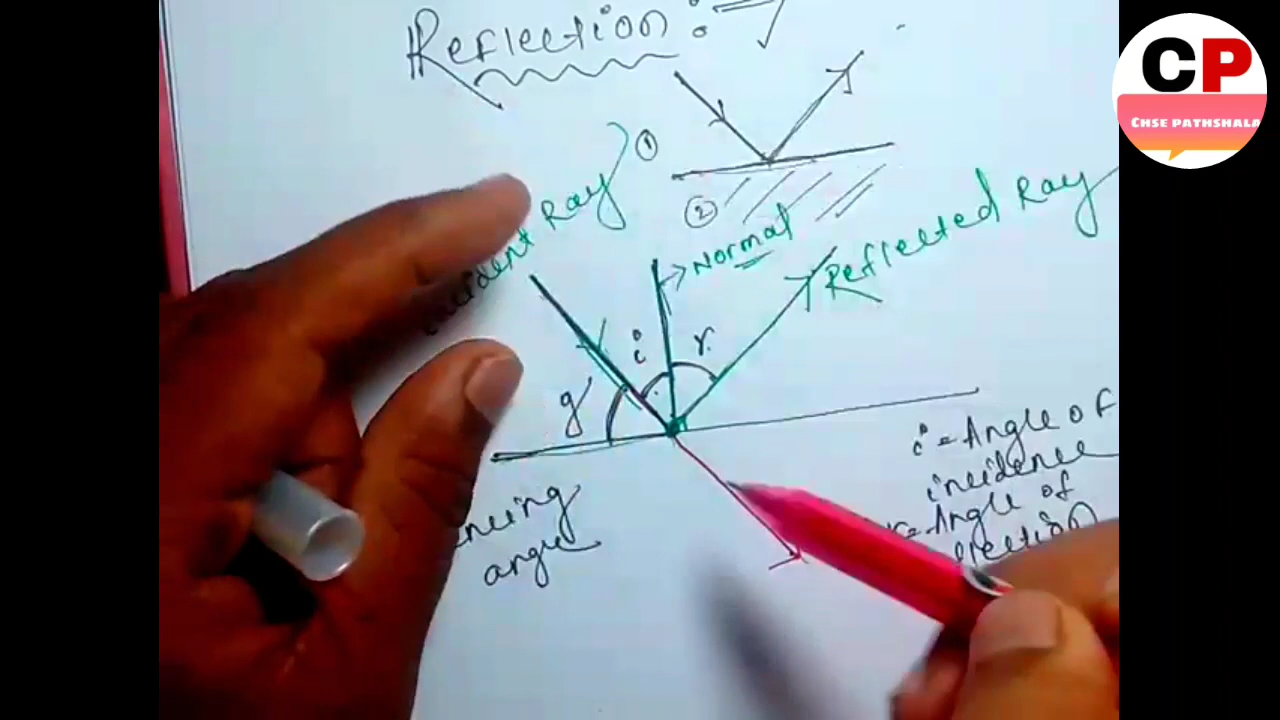 Reflection:
CP
CHSE PATHSHALA
1
2
Ray
Normal
Reflected Ray
i
r
g
i = Angle of
incidence
r = Angle of
angle